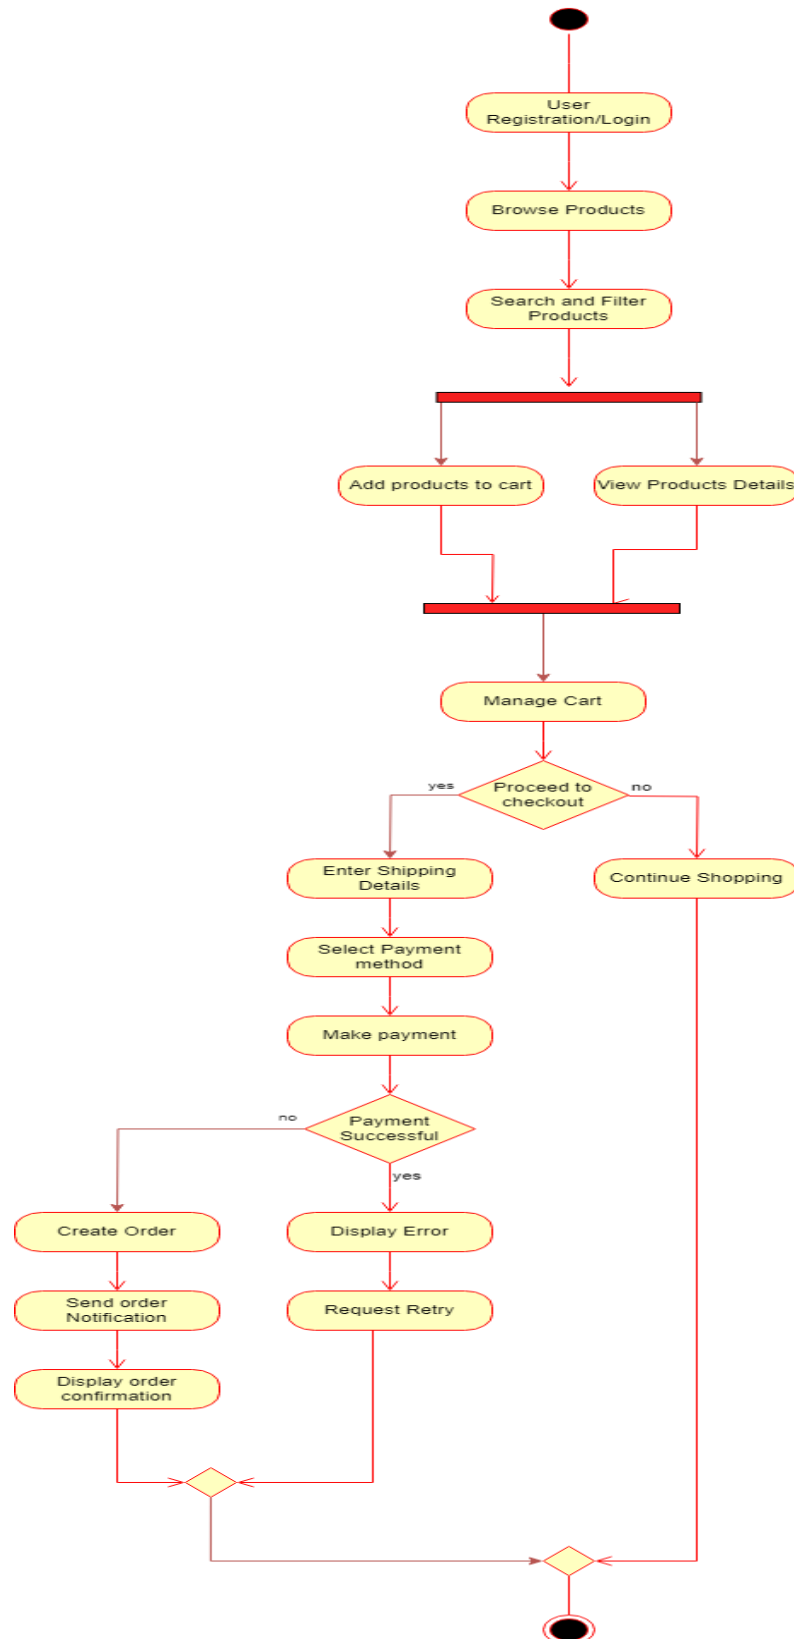 User
Registration/Login
Browse Products
Search and Filter
Products
Add products to cart
View Products Details
Manage Cart
yes
Proceed to
checkout
no
Enter Shipping
Details
Continue Shopping
Select Payment
method
Make payment
no
Payment
Successful
yes
Create Order
Display Error
Send order
Notification
Request Retry
Display order
confirmation